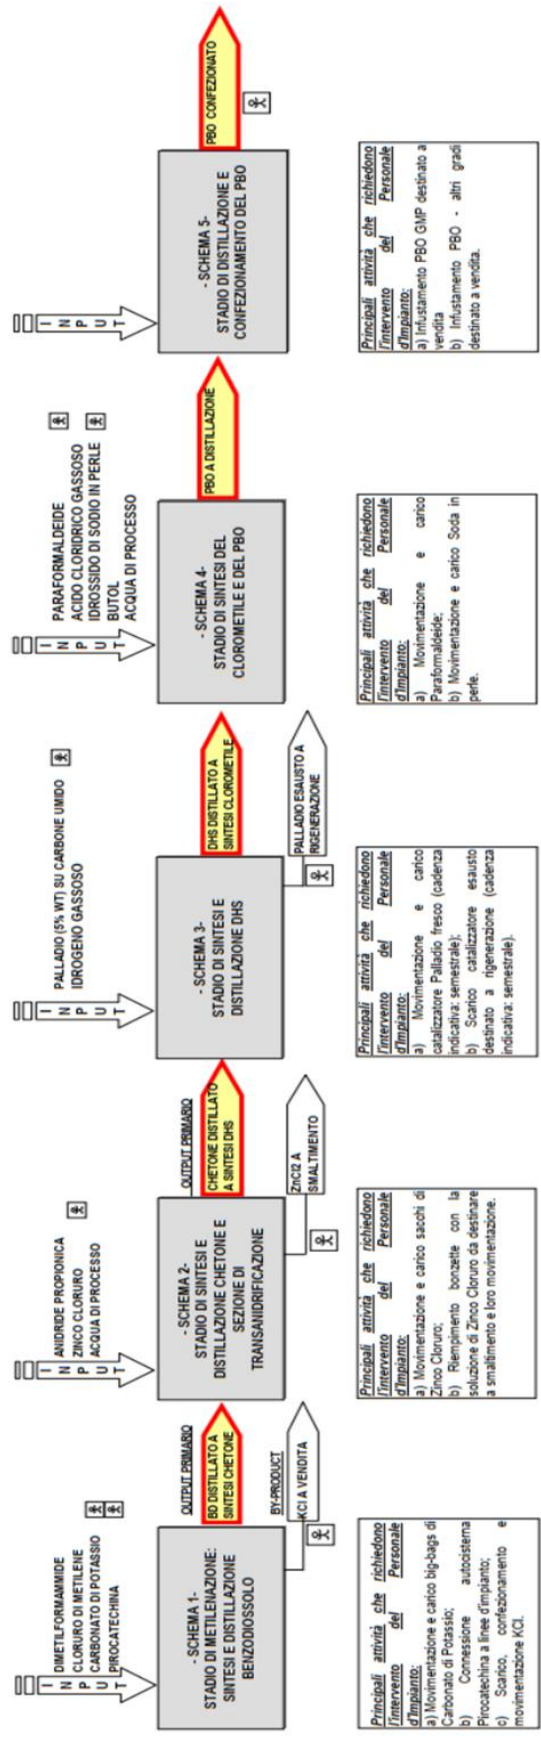 I N P U T
DIMETILFORMAMMIDE
CLORURO DI METILENE
CARBONATO DI POTASSIO
PIROCATECHINA
- SCHEMA 1-
STADIO DI METILENAZIONE:
SINTESI E DISTILLAZIONE
BENZODIOSSOLO
OUTPUT PRIMARIO
BD DISTILLATO A
SINTESI CHETONE
BY-PRODUCT
KCl A VENDITA
Principali attività che richiedono
l'intervento del Personale
d'Impianto:
a) Movimentazione e carico big-bags di
Carbonato di Potassio;
b) Connessione autocisterna
Pirocatechina a linee d'impianto;
c) Scarico, confezionamento e
movimentazione KCl.
I N P U T
ANIDRIDE PROPIONICA
ZINCO CLORURO
ACQUA DI PROCESSO
- SCHEMA 2-
STADIO DI SINTESI E
DISTILLAZIONE CHETONE E
SEZIONE DI
TRANSANIDRIFICAZIONE
OUTPUT PRIMARIO
CHETONE DISTILLATO
A SINTESI DHS
ZnCl2 A
SMALTIMENTO
Principali attività che richiedono
l'intervento del Personale
d'Impianto:
a) Movimentazione e carico sacchi di
Zinco Cloruro;
b) Riempimento bonzette con la
soluzione di Zinco Cloruro da destinare
a smaltimento e loro movimentazione.
I N P U T
PALLADIO (5% WT) SU CARBONE UMIDO
IDROGENO GASSOSO
- SCHEMA 3-
STADIO DI SINTESI E
DISTILLAZIONE DHS
DHS DISTILLATO A
SINTESI CLOROMETILE
PALLADIO ESAUSTO A
RIGENERAZIONE
Principali attività che richiedono
l'intervento del Personale
d'Impianto:
a) Movimentazione e carico
catalizzatore Palladio fresco (cadenza
indicativa: semestrale);
b) Scarico catalizzatore esausto
destinato a rigenerazione (cadenza
indicativa: semestrale).
I N P U T
PARAFORMALDEIDE
ACIDO CLORIDRICO GASSOSO
IDROSSIDO DI SODIO IN PERLE
BUTOL
ACQUA DI PROCESSO
- SCHEMA 4-
STADIO DI SINTESI DEL
CLOROMETILE E DEL PBO
PBO A DISTILLAZIONE
Principali attività che richiedono
l'intervento del Personale
d'Impianto:
a) Movimentazione e carico
Paraformaldeide;
b) Movimentazione e carico Soda in
perle.
I N P U T
- SCHEMA 5-
STADIO DI DISTILLAZIONE E
CONFEZIONAMENTO DEL PBO
PBO CONFEZIONATO
Principali attività che richiedono
l'intervento del Personale
d'Impianto:
a) Infustamento PBO GMP destinato a
vendita
b) Infustamento PBO - altri gradi
destinato a vendita.